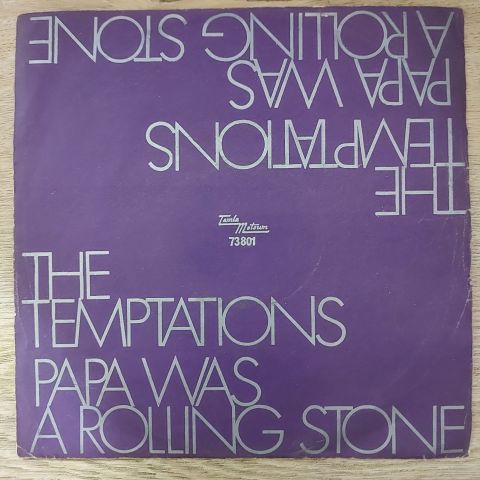 A ROLLING STONE
PAPA WAS
TEMPTATIONS
THE
Tamla
Motown
73801
THE
TEMPTATIONS
PAPA WAS
A ROLLING STONE